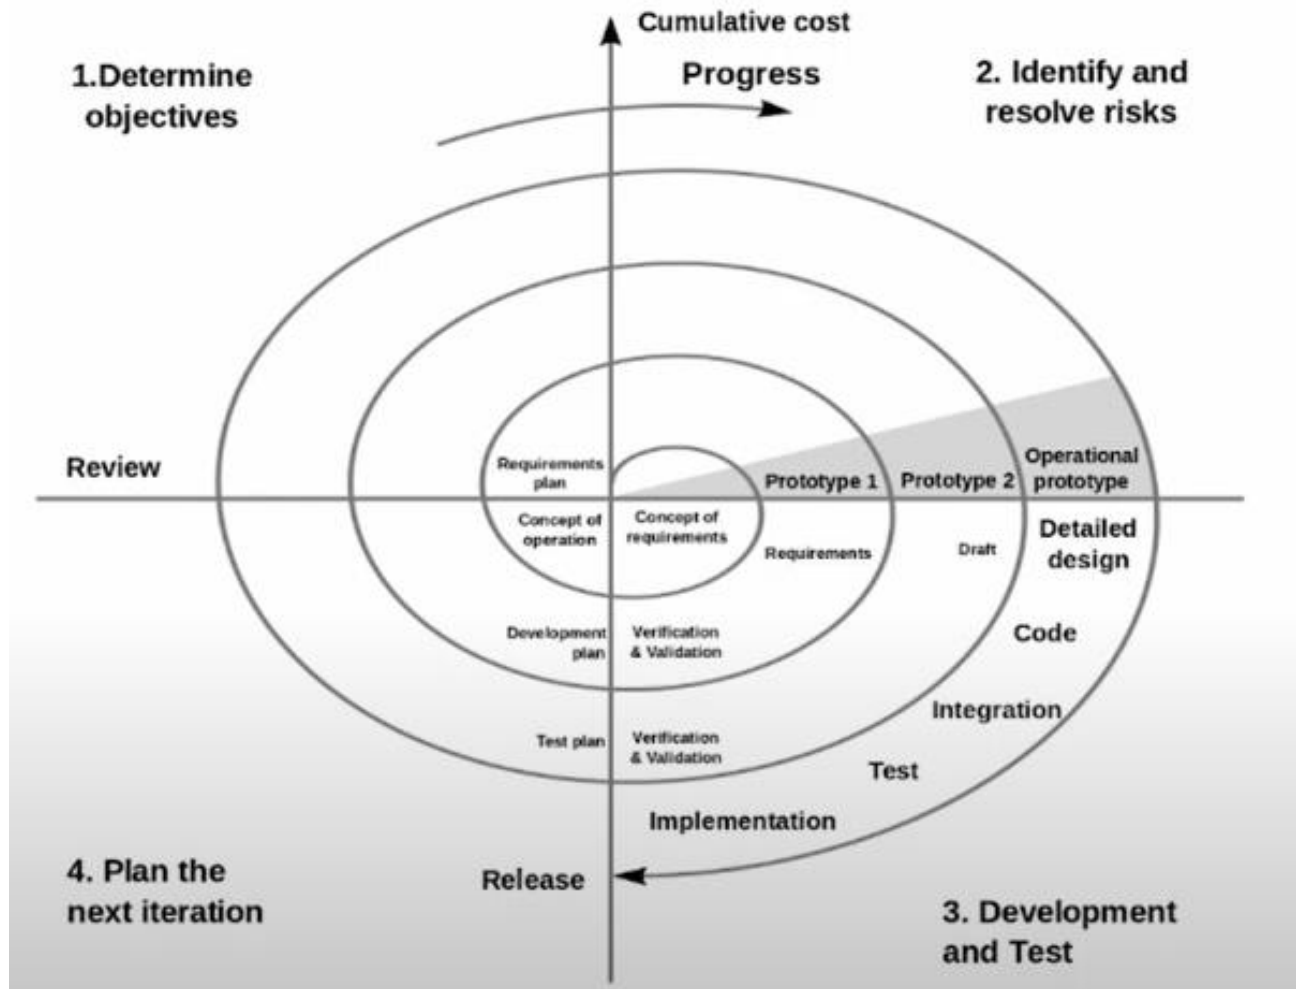 Cumulative cost
Progress
1.Determine
objectives
2. Identify and
resolve risks
Review
Requirements
plan
Prototype 1
Prototype 2
Operational
prototype
Concept of
operation
Concept of
requirements
Requirements
Draft
Detailed
design
Development
plan
Verification
& Validation
Code
Integration
Test plan
Verification
& Validation
Test
Implementation
Release
4. Plan the
next iteration
3. Development
and Test